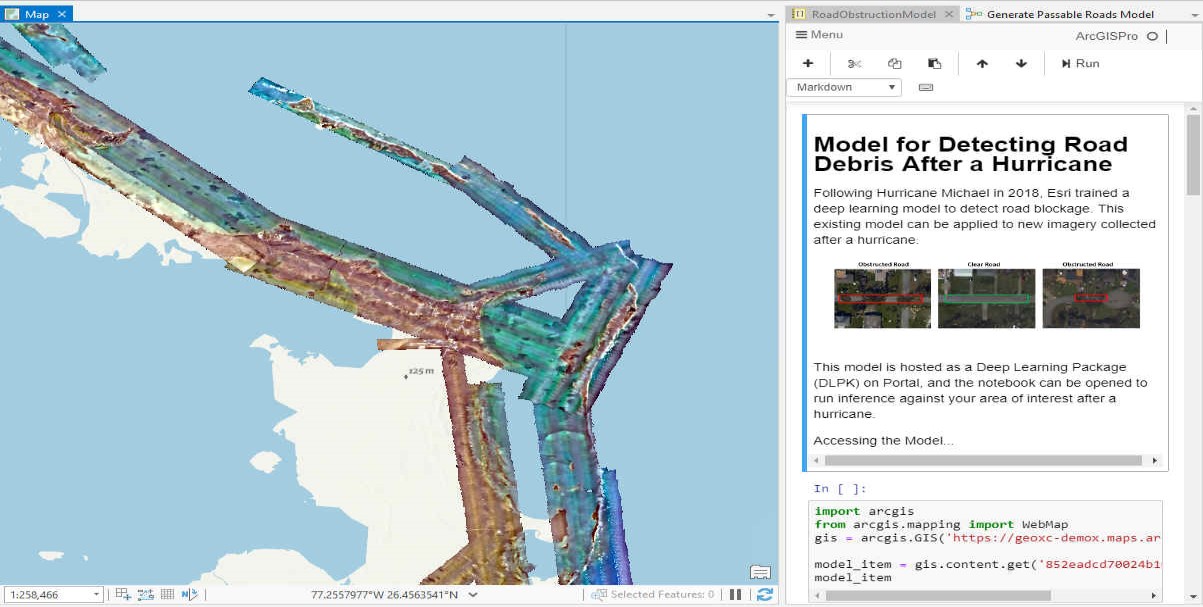 Map
RoadObstructionModel
Generate Passable Roads Model
Menu
ArcGISPro
Run
Markdown
Model for Detecting Road
Debris After a Hurricane
Following Hurricane Michael in 2018, Esri trained a
deep learning model to detect road blockage. This
existing model can be applied to new imagery collected
after a hurricane.
Obstructed Road Clear Road Obstructed Road
This model is hosted as a Deep Learning Package
(DLPK) on Portal, and the notebook can be opened to
run inference against your area of interest after a
hurricane.
Accessing the Model...
In [ ]:
import arcgis
from arcgis.mapping import WebMap
gis = arcgis.GIS('https://geoxc-demox.maps.ar
model_item = gis.content.get('852eadcd70024b1
model_item
125 m
1:258,466
77.2557977°W 26.4563541°N
Selected Features: 0